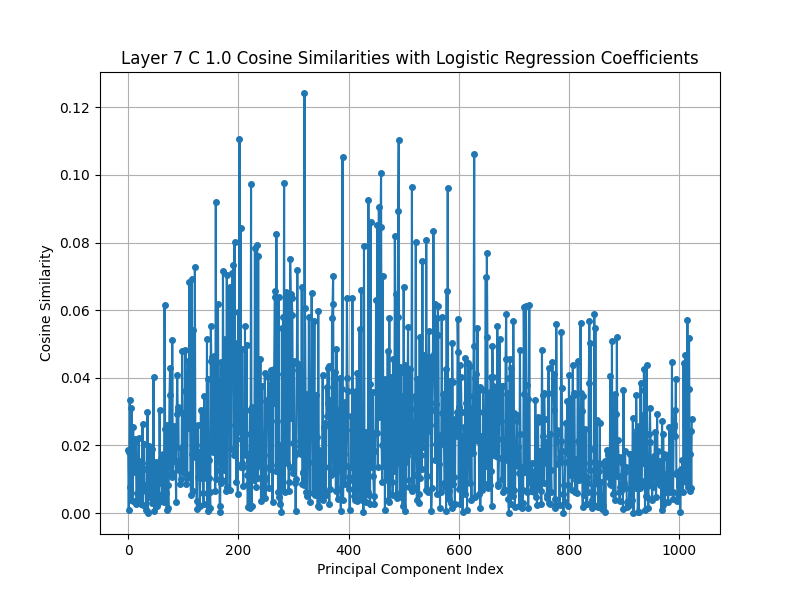 Layer 7 C 1.0 Cosine Similarities with Logistic Regression Coefficients
Cosine Similarity
0.12
0.10
0.08
0.06
0.04
0.02
0.00
0 200 400 600 800 1000
Principal Component Index